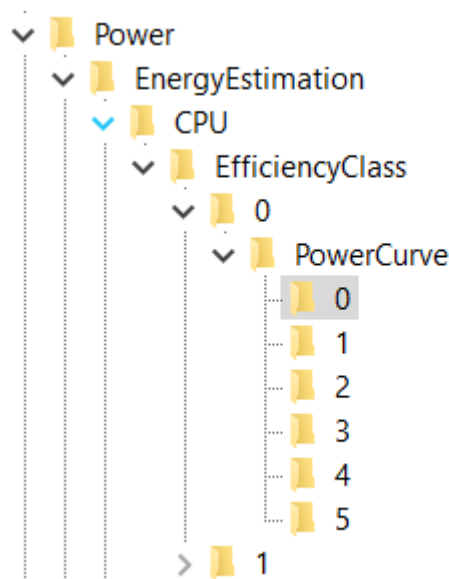 Power
EnergyEstimation
CPU
EfficiencyClass
0
PowerCurve
0
1
2
3
4
5
1